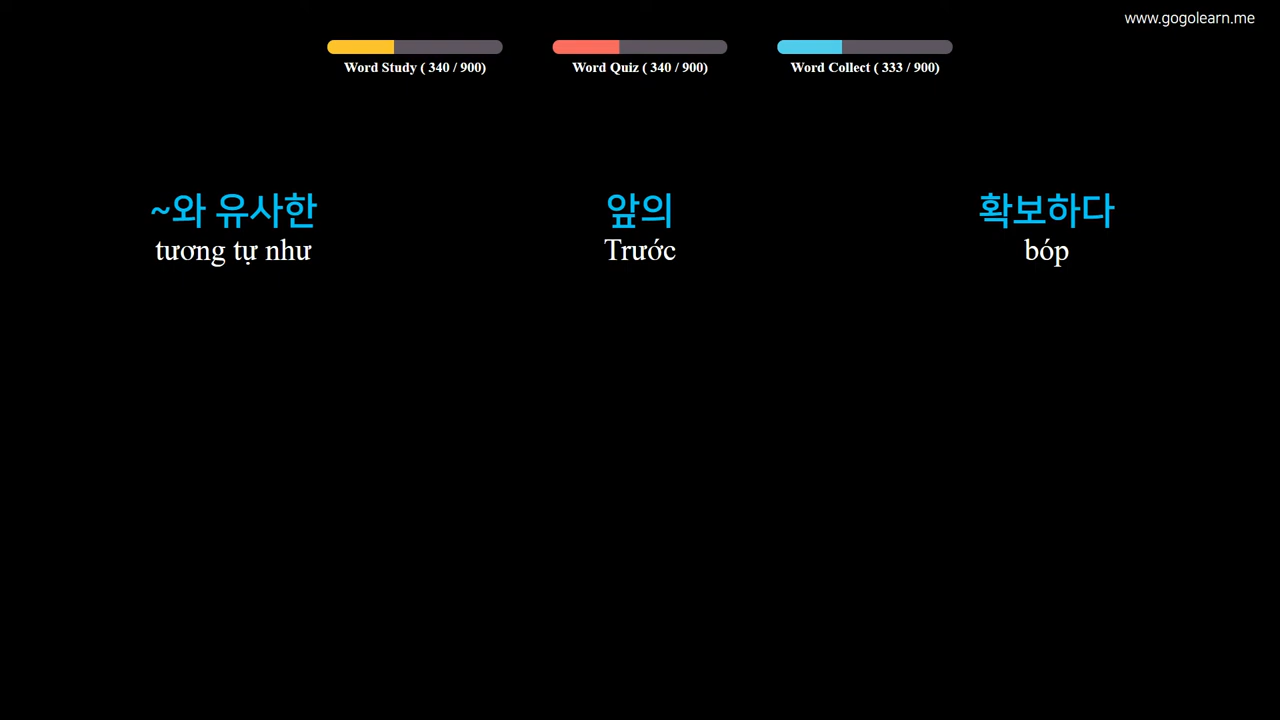 www.gogolearn.me
Word Study ( 340 / 900)
Word Quiz ( 340 / 900)
Word Collect ( 333 / 900)
~와 유사한
tương tự như
앞의
Trước
확보하다
bóp